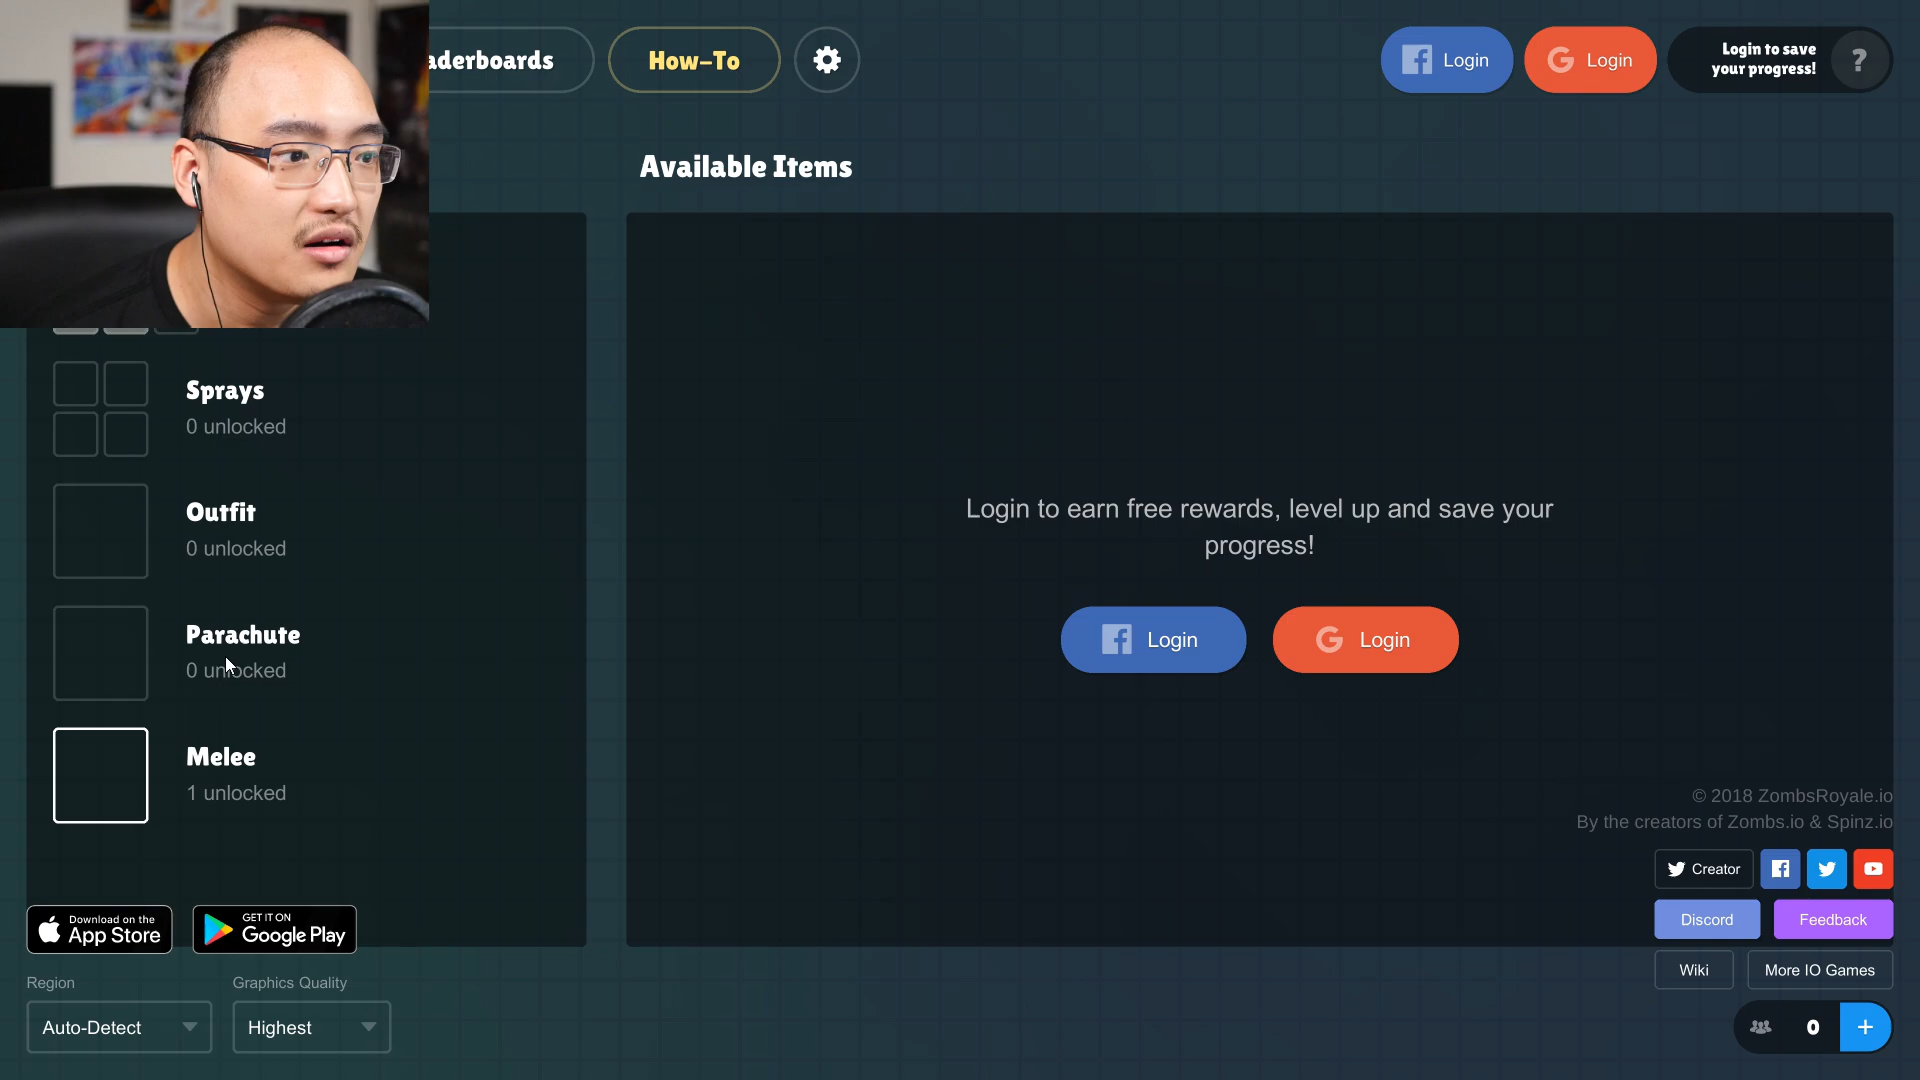 aderboards
How-To
Login
G Login
Login to save
your progress!
?
Available Items
Sprays
0 unlocked
Outfit
0 unlocked
Parachute
0 unlocked
Melee
1 unlocked
Login to earn free rewards, level up and save your
progress!
Login
G Login
© 2018 ZombsRoyale.io
By the creators of Zombs.io & Spinz.io
Creator
Discord
Feedback
Wiki
More IO Games
Download on the
App Store
GET IT ON
Google Play
Region
Graphics Quality
Auto-Detect
Highest
0
+